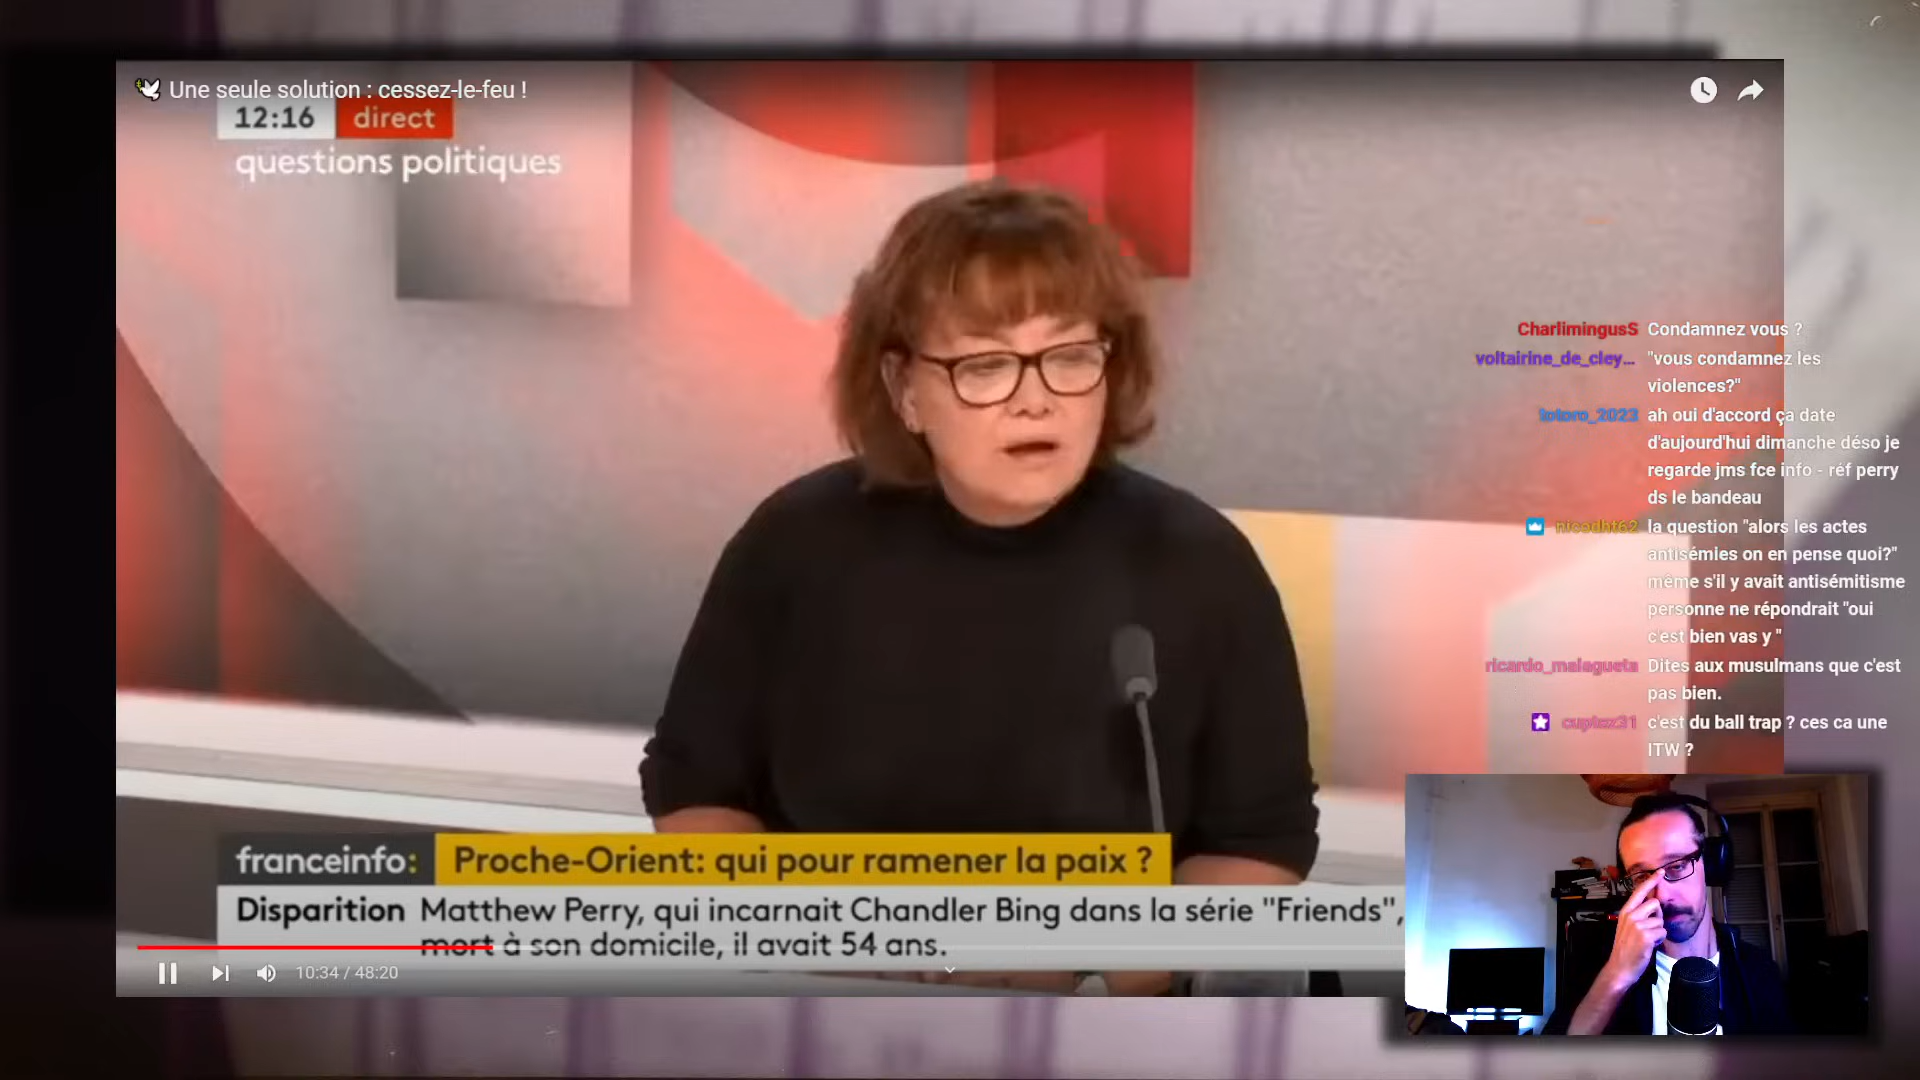 🕊 Une seule solution : cessez-le-feu !
12:16 direct
questions politiques
CharlimingusS Condamnez vous ?
voltairine_de_cley... "vous condamnez les
violences?"
totoro_2023 ah oui d'accord ça date
d'aujourd'hui dimanche déso je
regarde jms fce info - réf perry
ds le bandeau
nicodht62 la question "alors les actes
antisémies on en pense quoi?"
même s'il y avait antisémitisme
personne ne répondrait "oui
c'est bien vas y "
ricardo_malagueta Dites aux musulmans que c'est
pas bien.
cuptez31 c'est du ball trap ? ces ca une
ITW ?
franceinfo: Proche-Orient: qui pour ramener la paix ?
Disparition Matthew Perry, qui incarnait Chandler Bing dans la série "Friends",
mort à son domicile, il avait 54 ans.
10:34 / 48:20